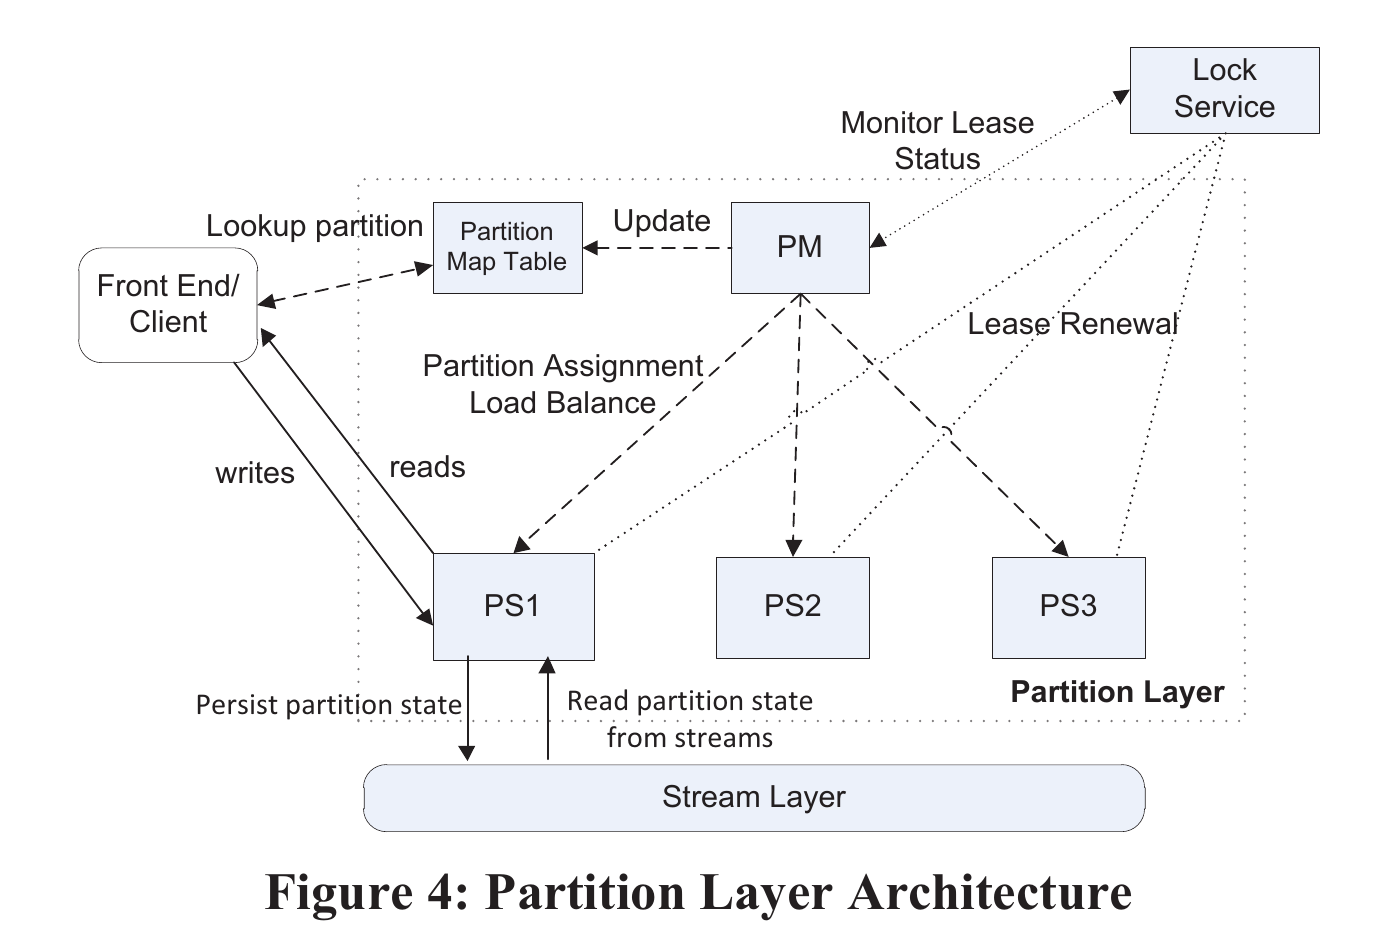 Lock
Service
Monitor Lease
Status
Lookup partition
Partition
Map Table
Update
PM
Front End/
Client
Lease Renewal
Partition Assignment
Load Balance
writes
reads
PS1
PS2
PS3
Partition Layer
Persist partition state
Read partition state
from streams
Stream Layer
Figure 4: Partition Layer Architecture